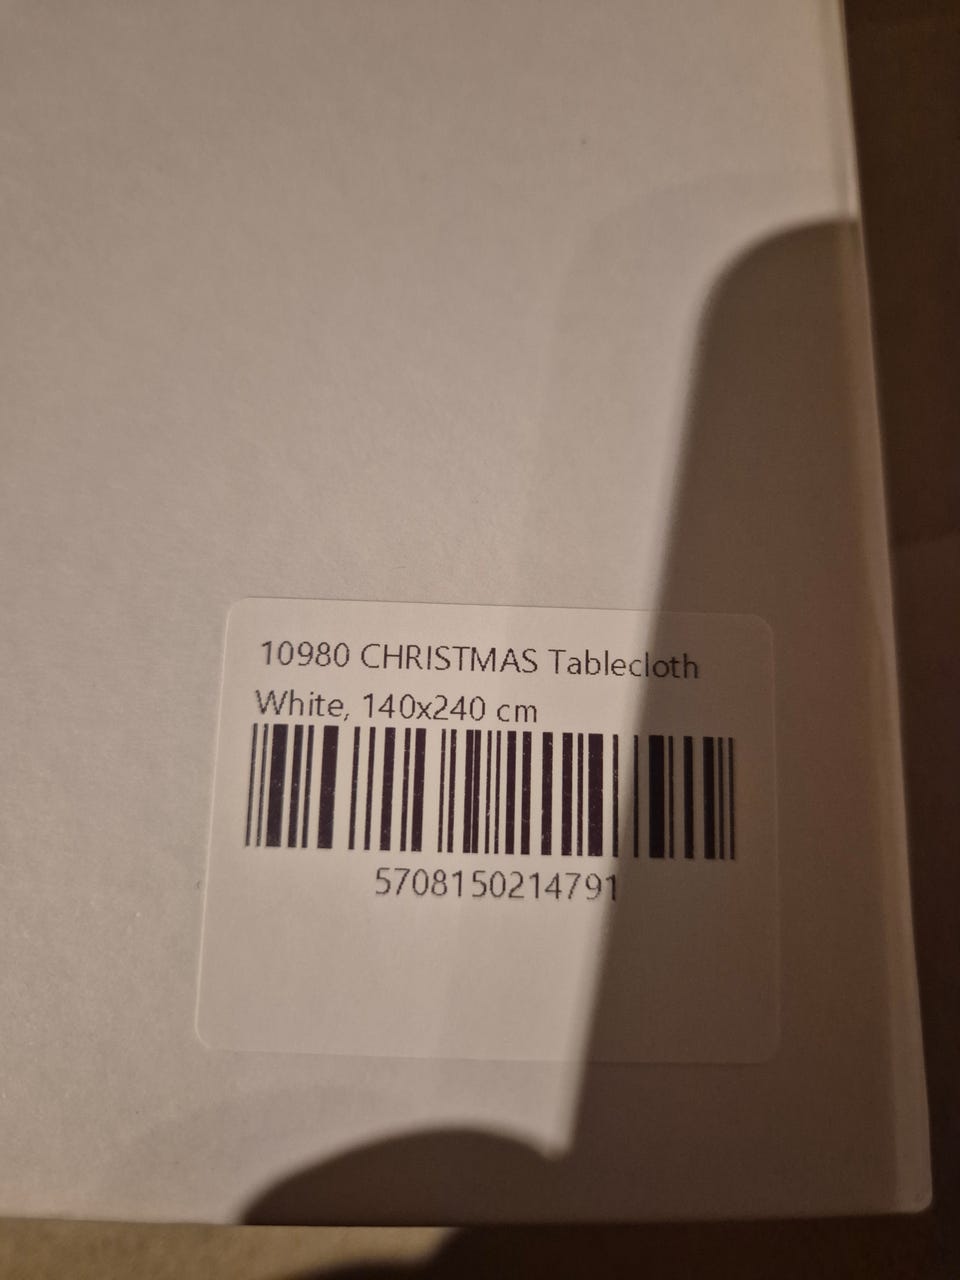 10980 CHRISTMAS Tablecloth
White, 140x240 cm
5708150214791